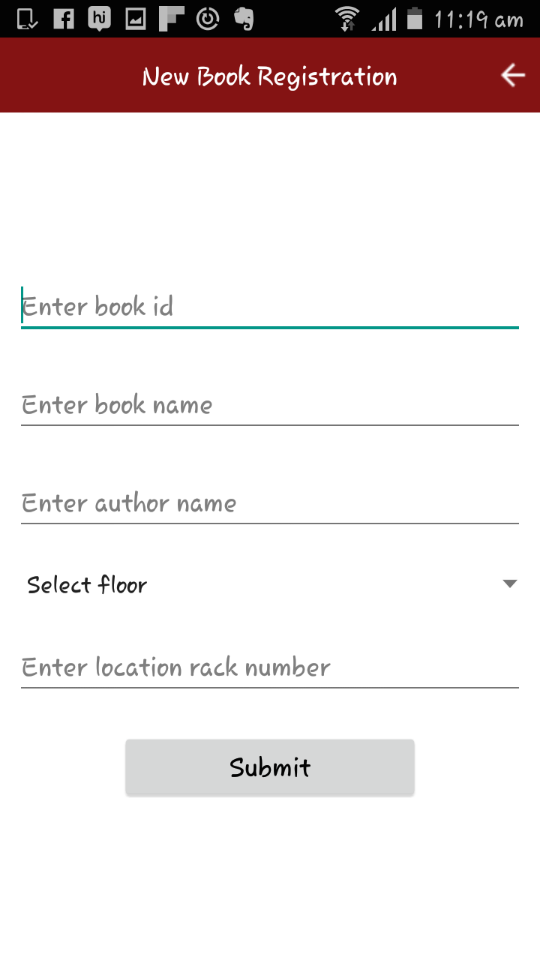 hi 11:19 am
New Book Registration
Enter book id
Enter book name
Enter author name
Select floor
Enter location rack number
Submit